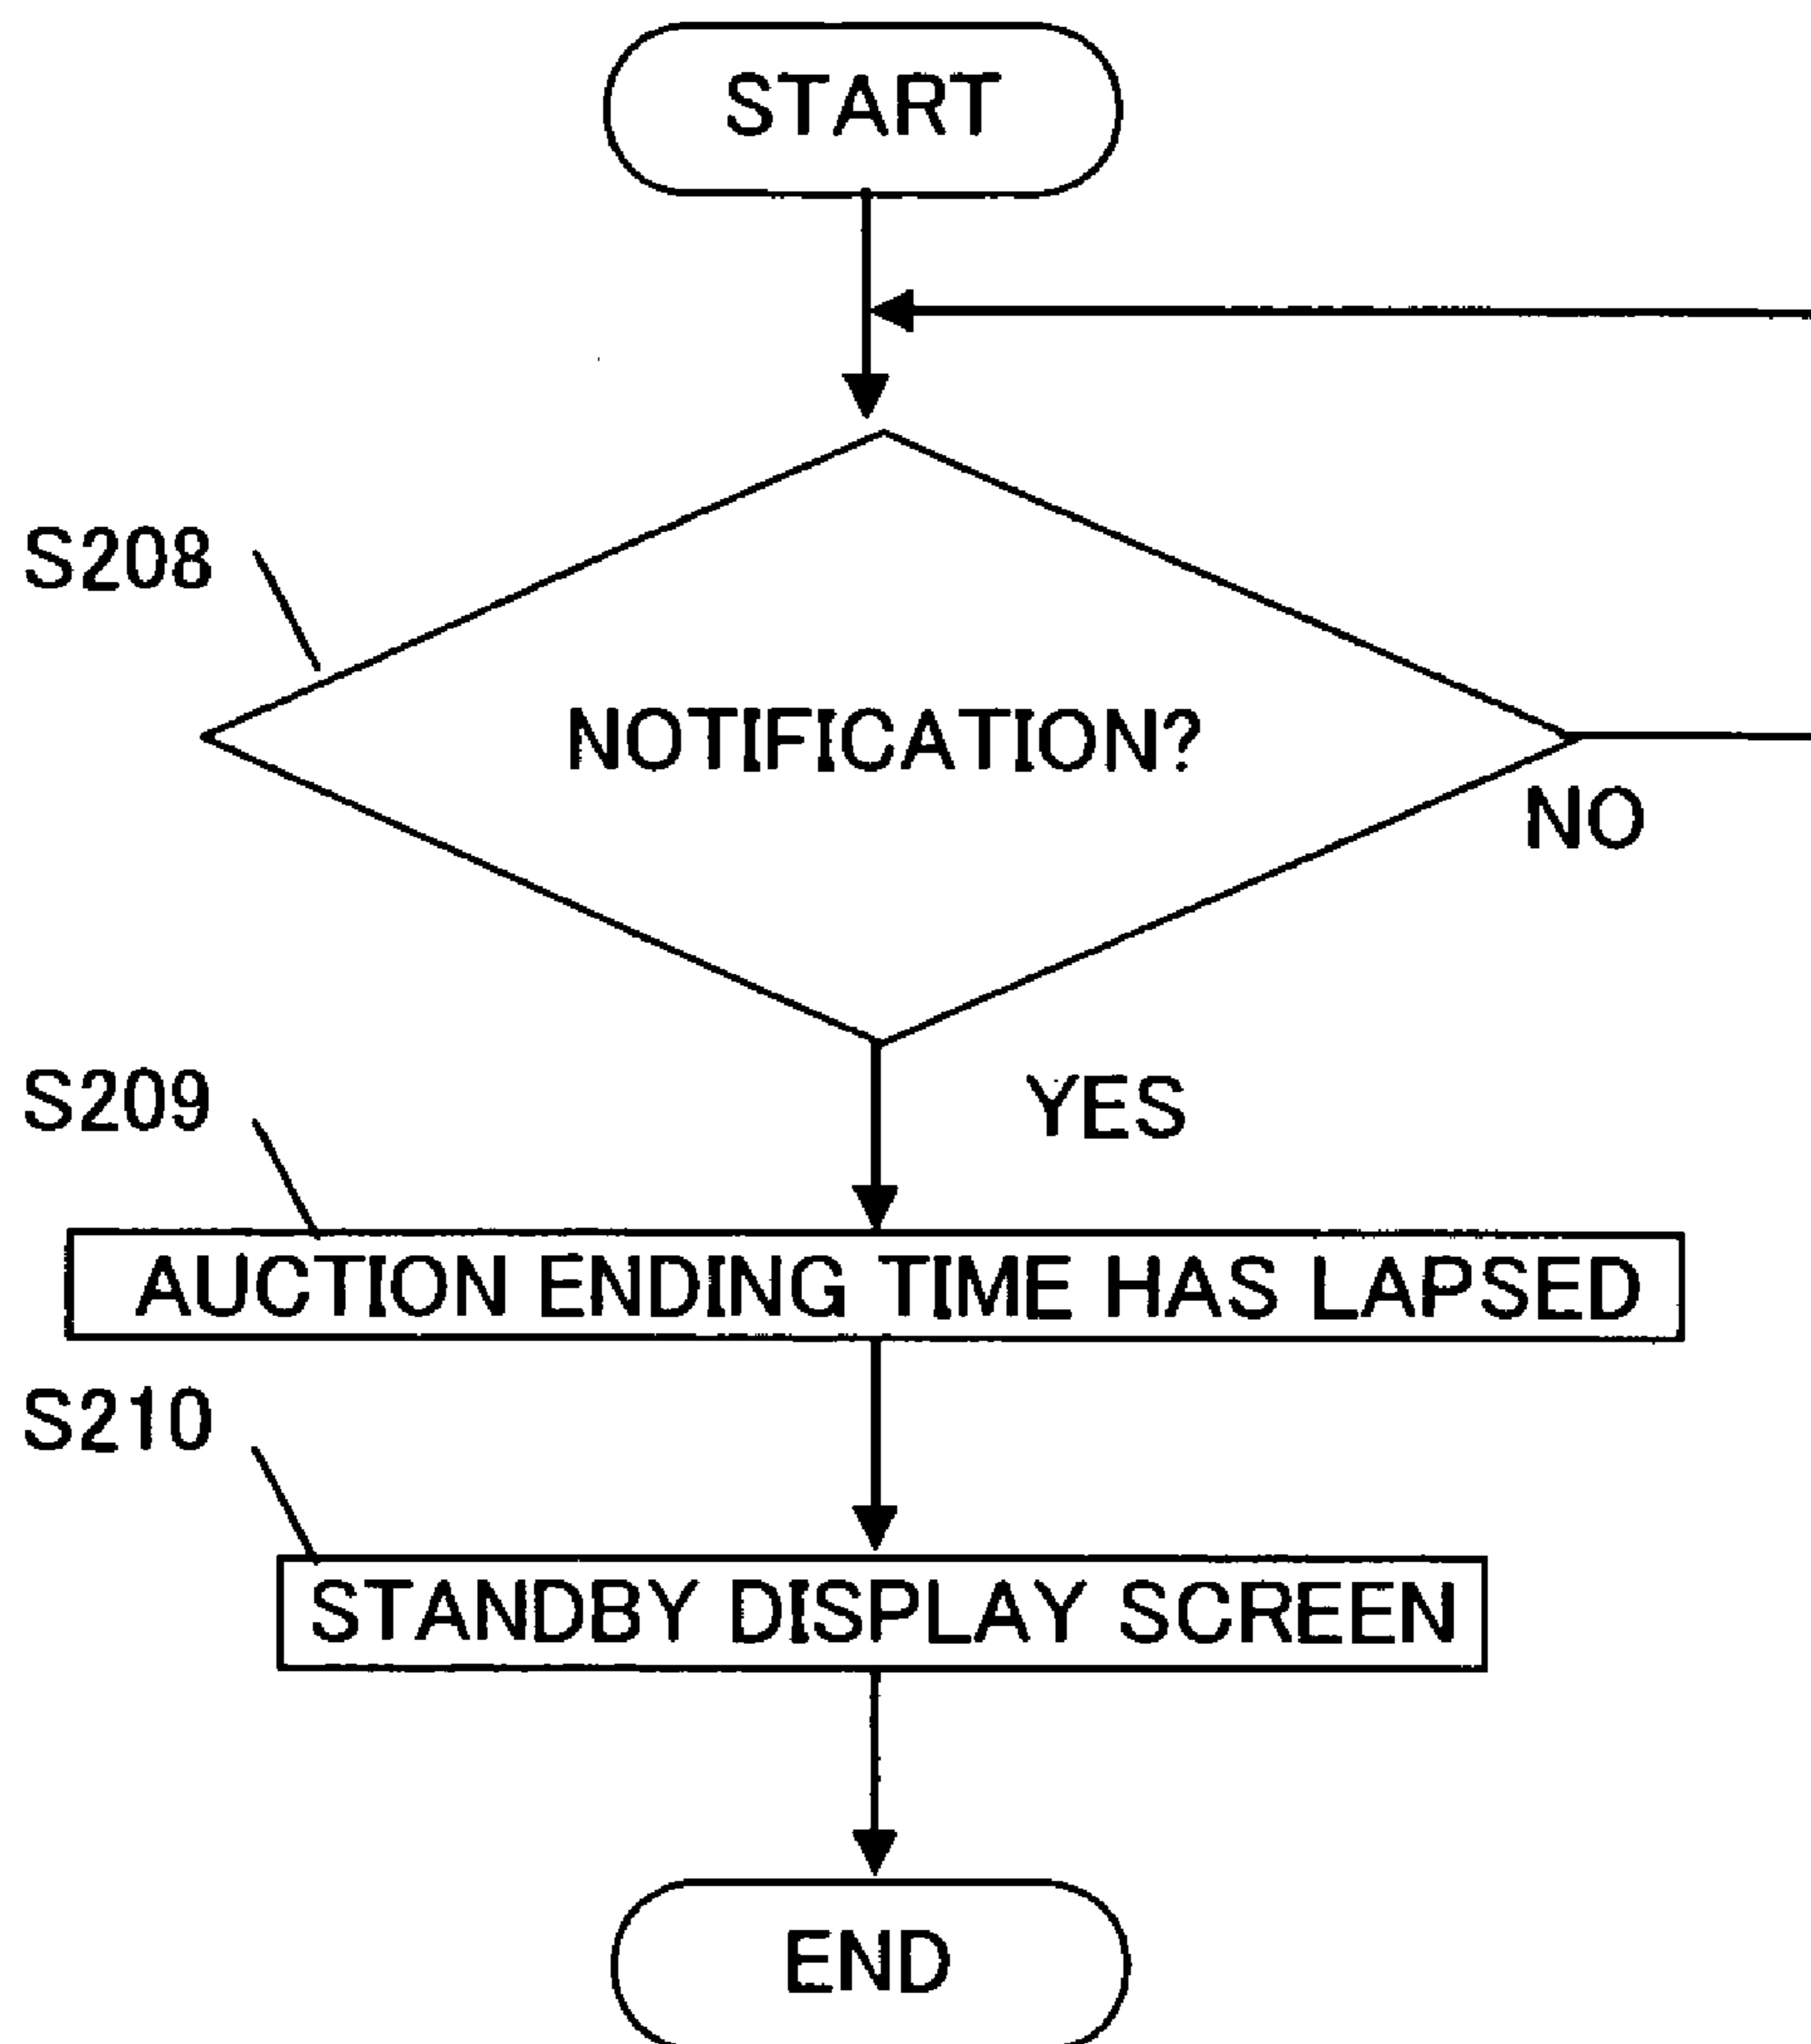 START
S208
NOTIFICATION?
NO
S209
YES
AUCTION ENDING TIME HAS LAPSED
S210
STANDBY DISPLAY SCREEN
END